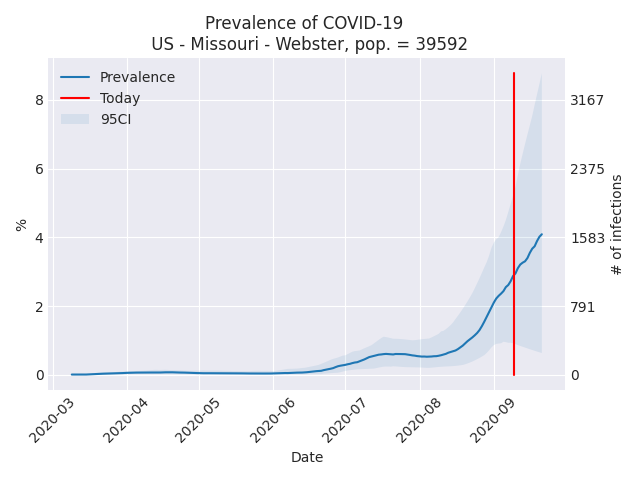 Prevalence of COVID-19
US - Missouri - Webster, pop. = 39592
Prevalence
Today
95CI
8
6
4
2
0
%
3167
2375
1583
791
0
# of infections
2020-03
2020-04
2020-05
2020-06
2020-07
2020-08
2020-09
Date